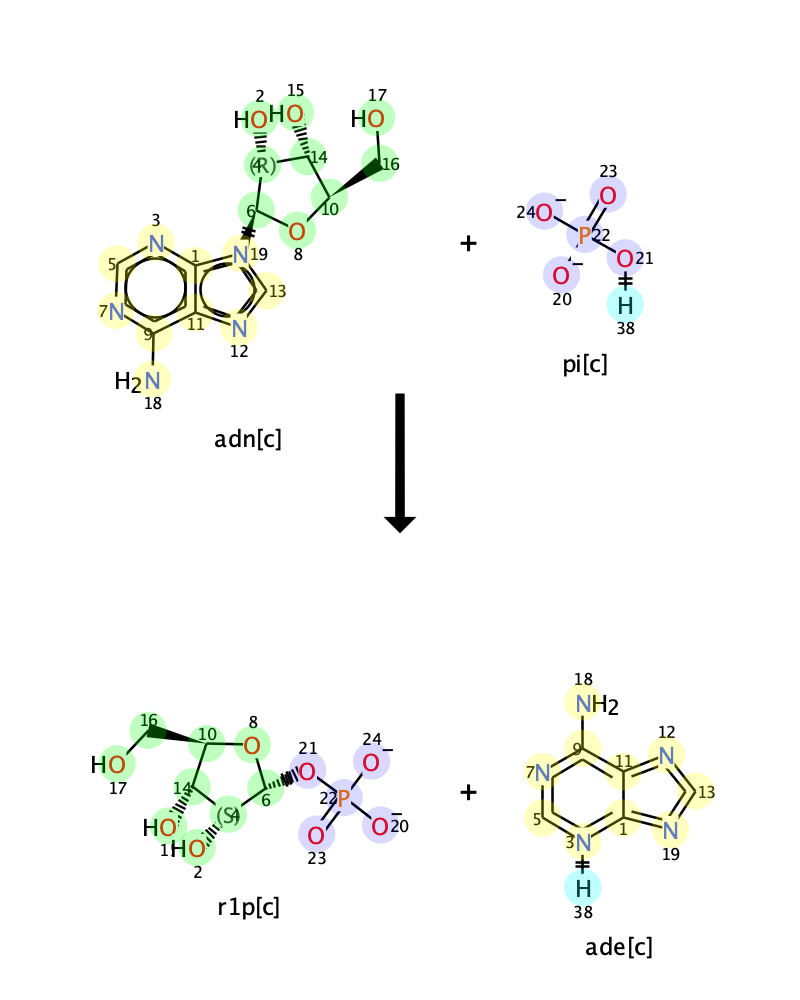 2 15 17
HO HO HO
(R) 4 14 16
6 10
O 8
3 N 1 N 19
5 13
7 N 9 11 N 12
H2N
18
adn[c]
+
23
24 O− O
P 22
O− O 21
20 H
38
pi[c]
16 10 8
HO O
17 14 6
(S) 4
HO
HO
2
21 24
O O−
22 P
O O− 20
23
r1p[c]
+
18
NH2
9 12
7 N 11 N
13
5 1 N
3 N 19
H
38
ade[c]